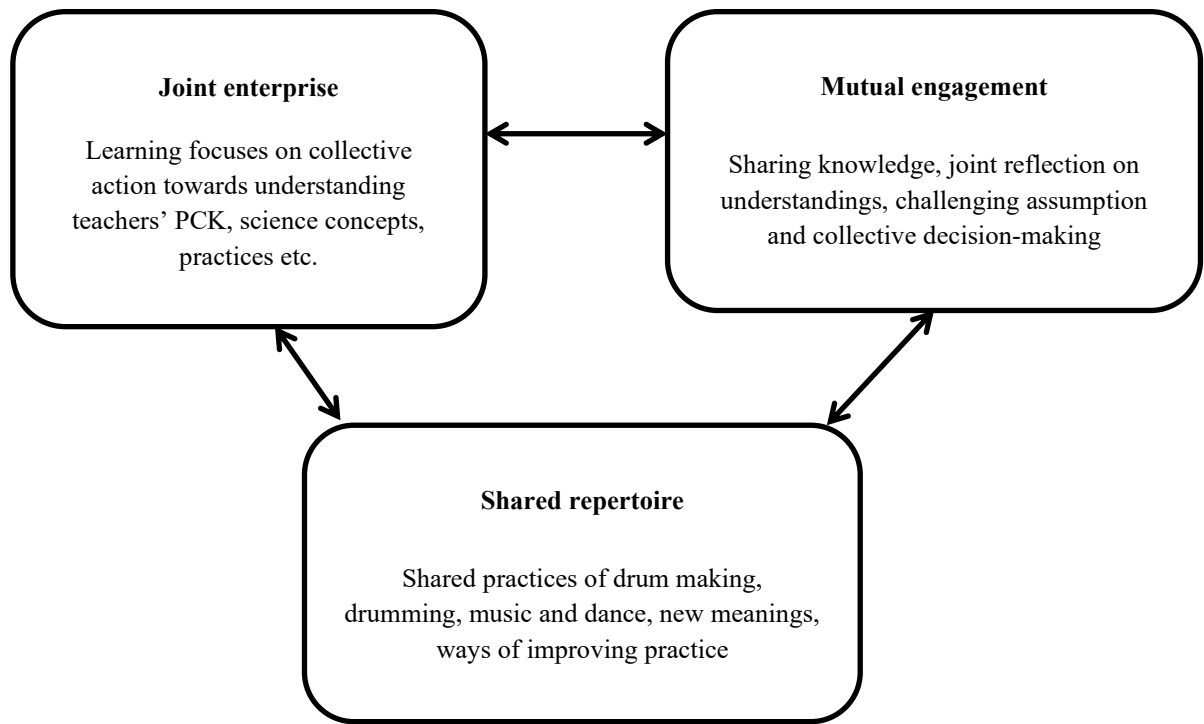 Joint enterprise
Learning focuses on collective
action towards understanding
teachers’ PCK, science concepts,
practices etc.
Mutual engagement
Sharing knowledge, joint reflection on
understandings, challenging assumption
and collective decision-making
Shared repertoire
Shared practices of drum making,
drumming, music and dance, new meanings,
ways of improving practice